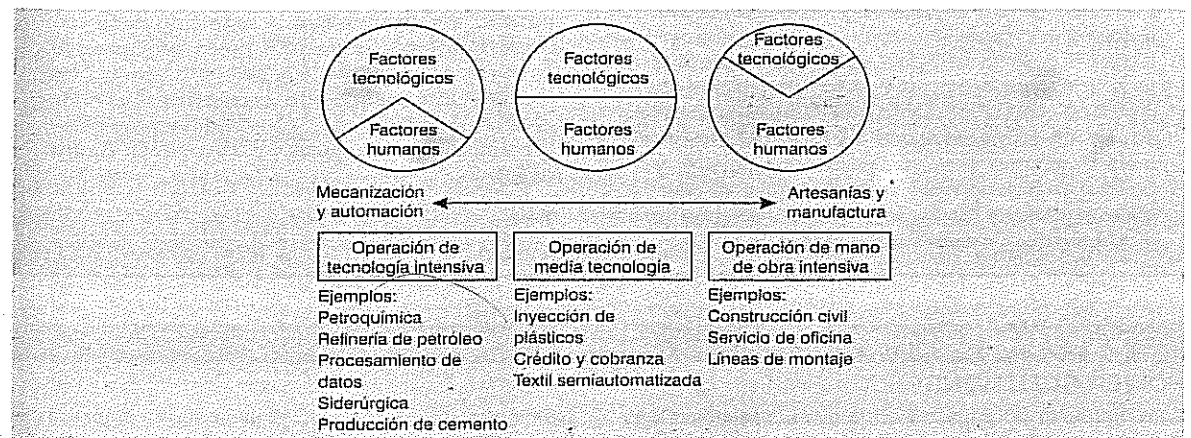 Factores
tecnológicos
Factores
humanos
Factores
tecnológicos
Factores
humanos
Factores
tecnológicos
Factores
humanos
Mecanización
y automación
Artesanías y
manufactura
Operación de
tecnología intensiva
Ejemplos:
Petroquímica
Refinería de petróleo
Procesamiento de
datos
Siderúrgica
Producción de cemento
Operación de
media tecnología
Ejemplos:
Inyección de
plásticos
Crédito y cobranza
Textil semiautomatizada
Operación de mano
de obra intensiva
Ejemplos:
Construcción civil
Servicio de oficina
Líneas de montaje